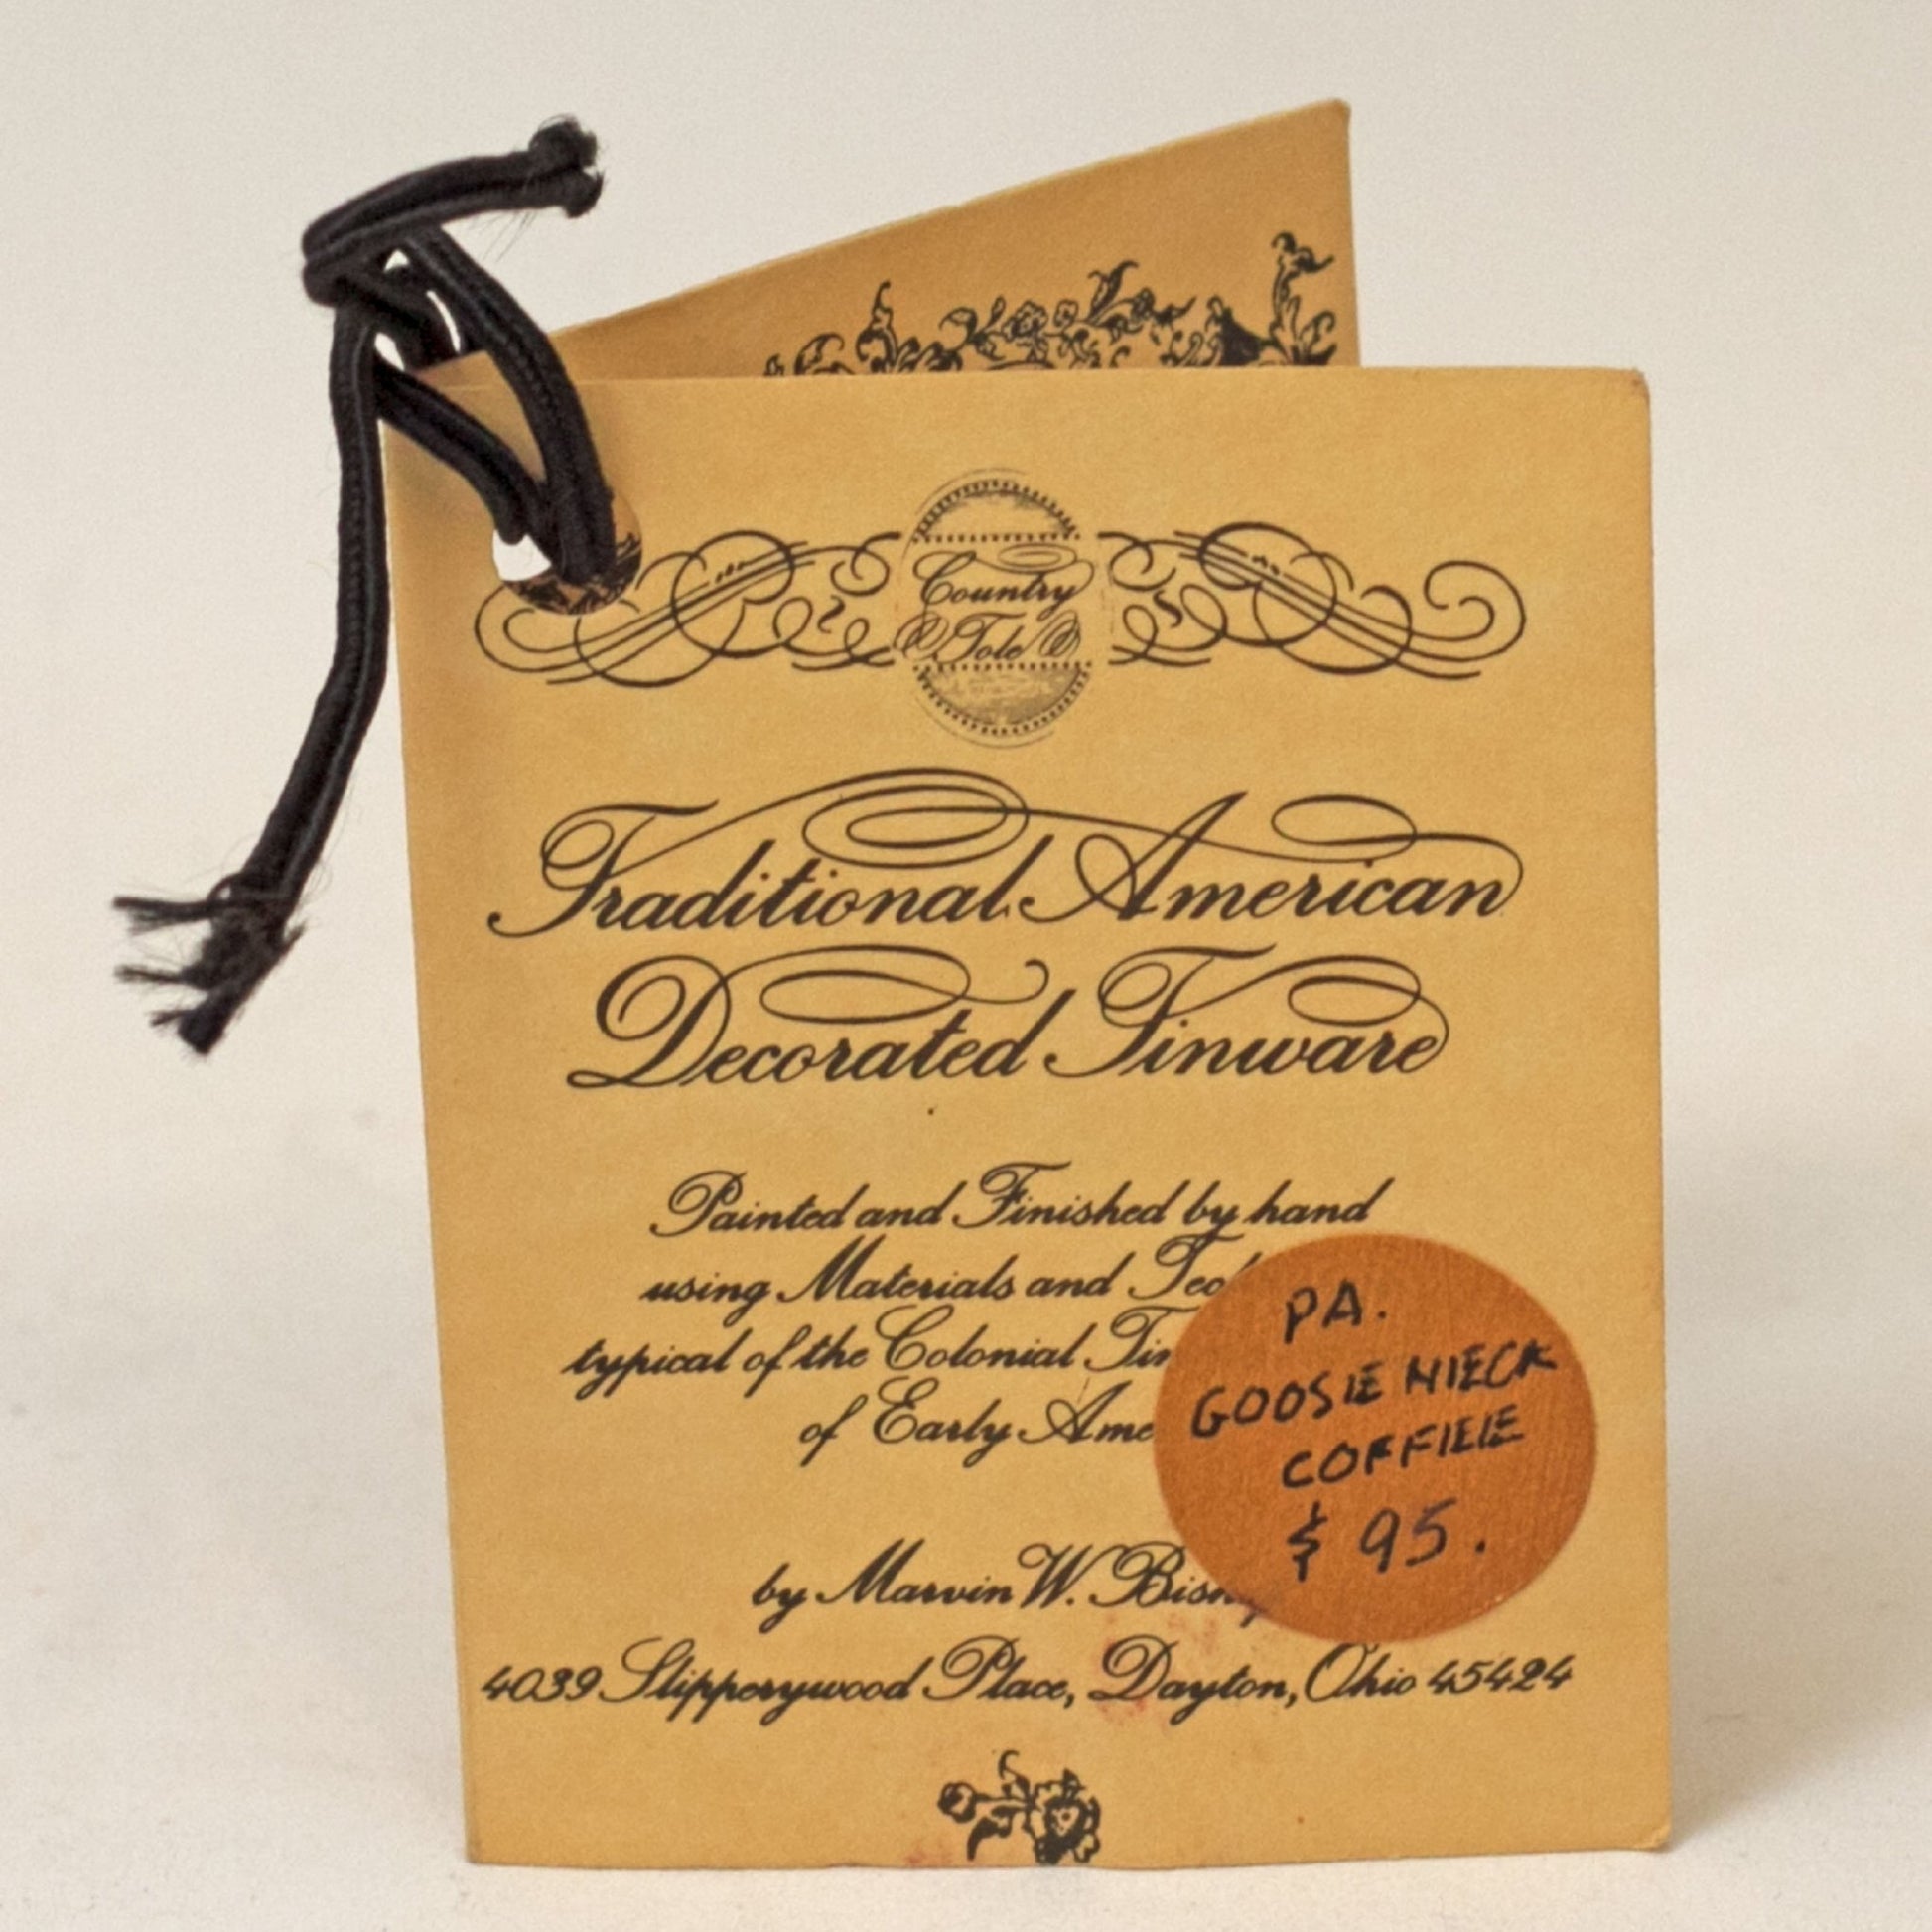 Country
Tole
Traditional American
Decorated Tinware
Painted and Finished by hand
using Materials and
typical of the Colonial
of Early
PA.
GOOSE NECK
COFFEE
$ 95.
by Marvin W.
4039 Slipperywood Place, Dayton, Ohio 45424